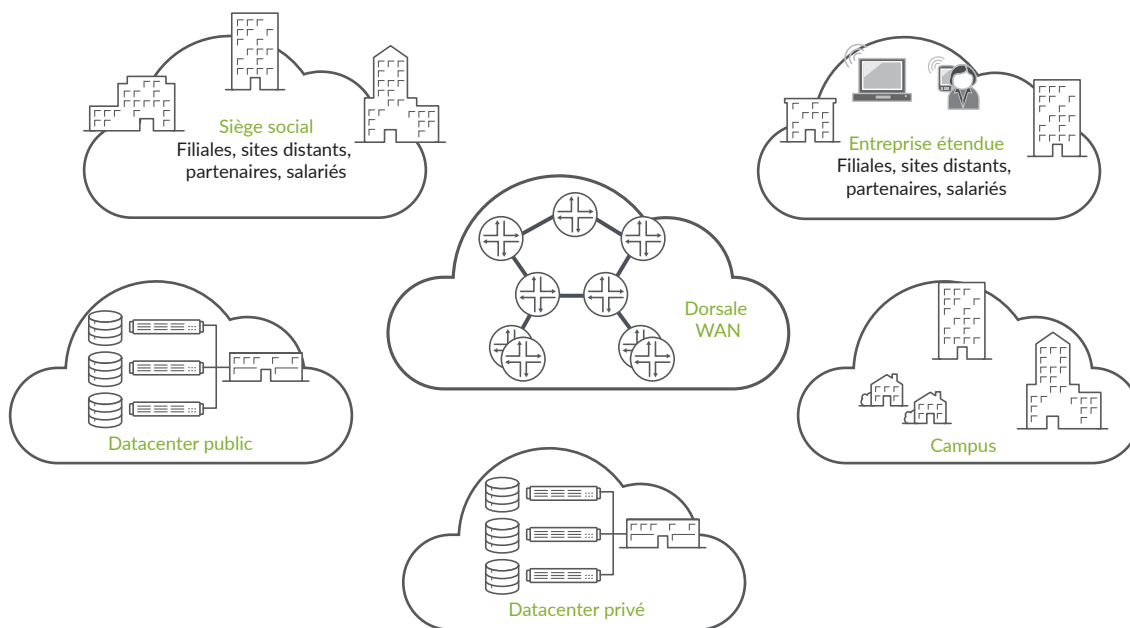 Siège social
Filiales, sites distants,
partenaires, salariés
Entreprise étendue
Filiales, sites distants,
partenaires, salariés
Dorsale
WAN
Datacenter public
Campus
Datacenter privé